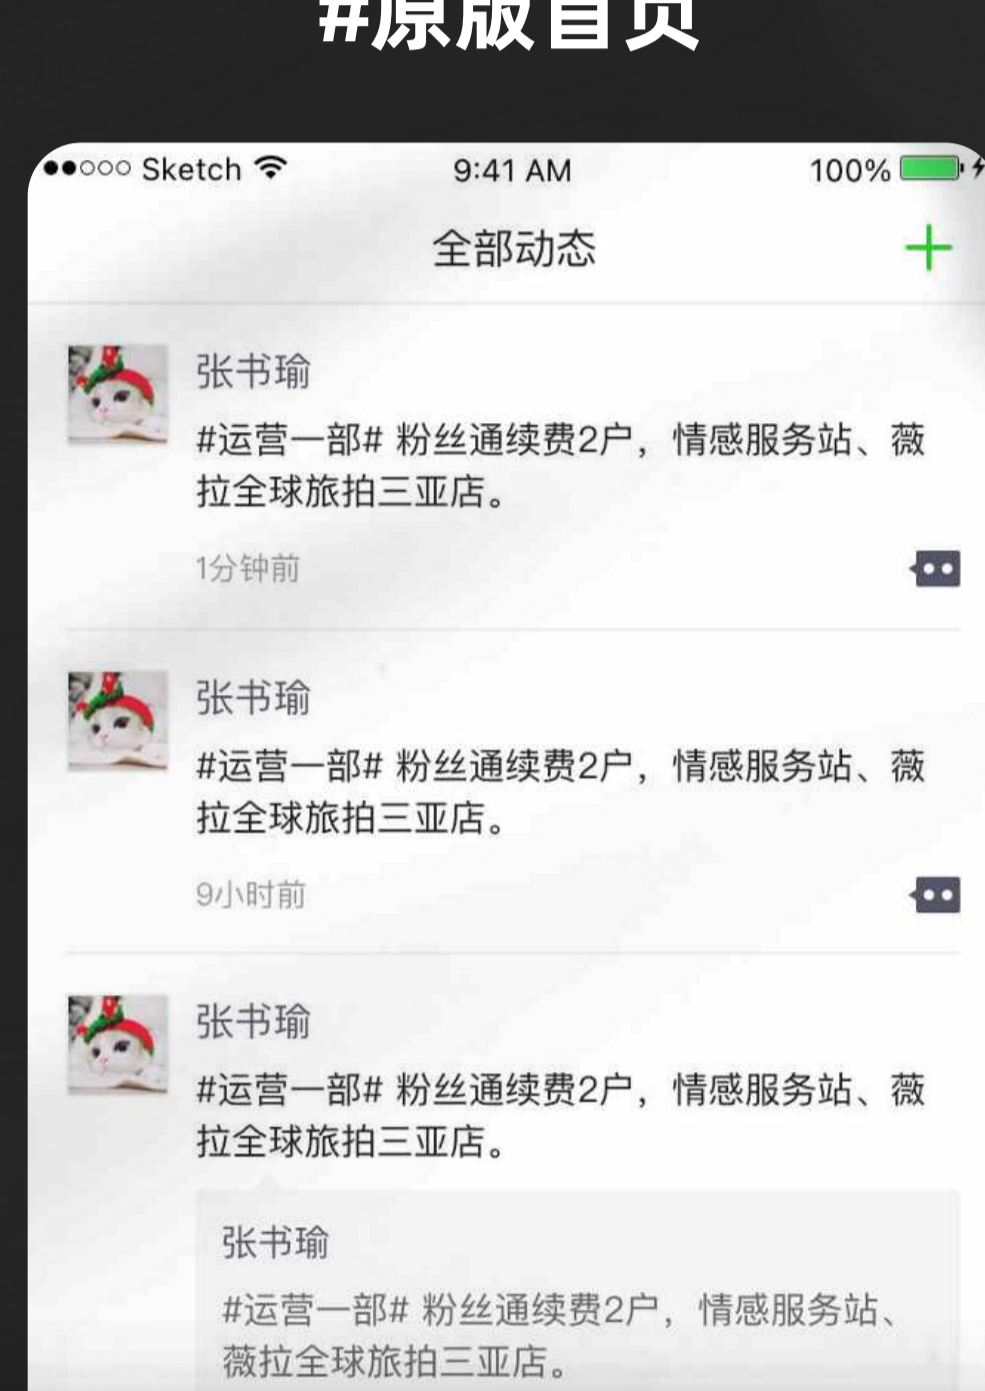 #原版首页
Sketch 9:41 AM 100%
全部动态
张书瑜
#运营一部# 粉丝通续费2户，情感服务站、薇
拉全球旅拍三亚店。
1分钟前
张书瑜
#运营一部# 粉丝通续费2户，情感服务站、薇
拉全球旅拍三亚店。
9小时前
张书瑜
#运营一部# 粉丝通续费2户，情感服务站、薇
拉全球旅拍三亚店。
张书瑜
#运营一部# 粉丝通续费2户，情感服务站、
薇拉全球旅拍三亚店。